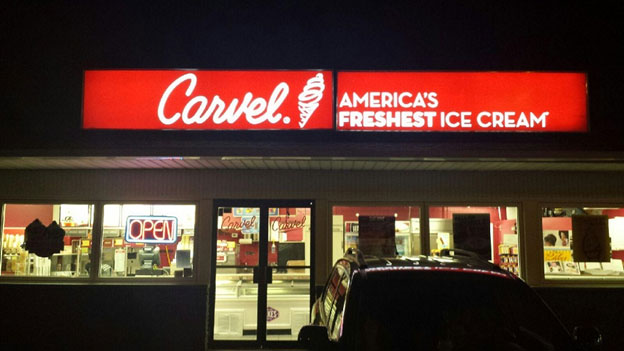 Carvel.
AMERICA'S
FRESHEST ICE CREAM
OPEN
Carvel
Carvel